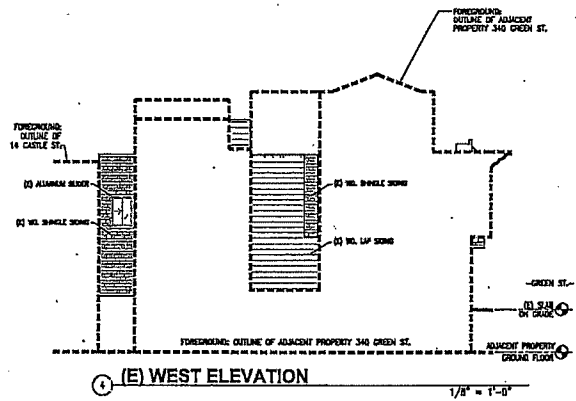 FOREGROUND:
OUTLINE OF ADJACENT
PROPERTY 340 GREEN ST.
FOREGROUND:
OUTLINE OF
14 CASTLE ST.
(E) ALUMINUM SLIDER
(E) WD. SHINGLE SIDING
(E) WD. SHINGLE SIDING
(E) WD. LAP SIDING
GREEN ST.
(E) SLAB
ON GRADE
FOREGROUND: OUTLINE OF ADJACENT PROPERTY 340 GREEN ST.
ADJACENT PROPERTY
GROUND FLOOR
4 (E) WEST ELEVATION
1/8" = 1'-0"